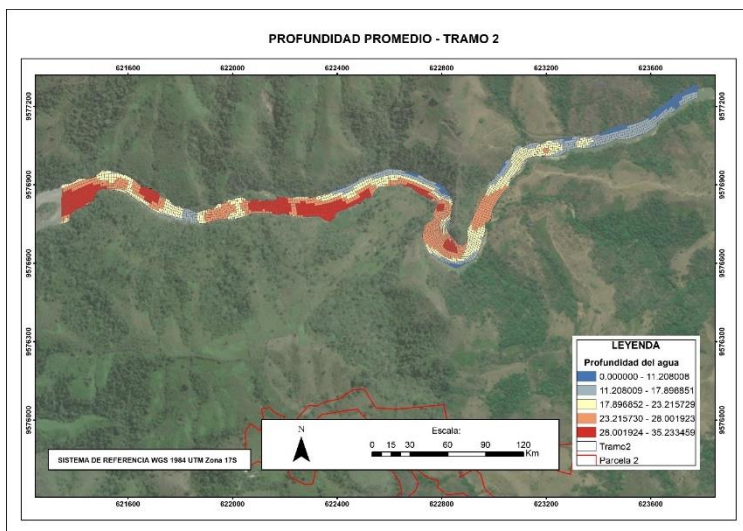 PROFUNDIDAD PROMEDIO - TRAMO 2
621600 622000 622400 622800 623200 623600
9577200
9576900
9576600
9576300
9576000
9577200
9576900
9576600
9576300
9576000
LEYENDA
Profundidad del agua
0.000000 - 11.208008
11.208009 - 17.896851
17.896852 - 23.215729
23.215730 - 28.001923
28.001924 - 35.233459
Tramo2
Parcela 2
N
Escala:
0 15 30 60 90 120
Km
SISTEMA DE REFERENCIA WGS 1984 UTM Zona 17S
621600 622000 622400 622800 623200 623600